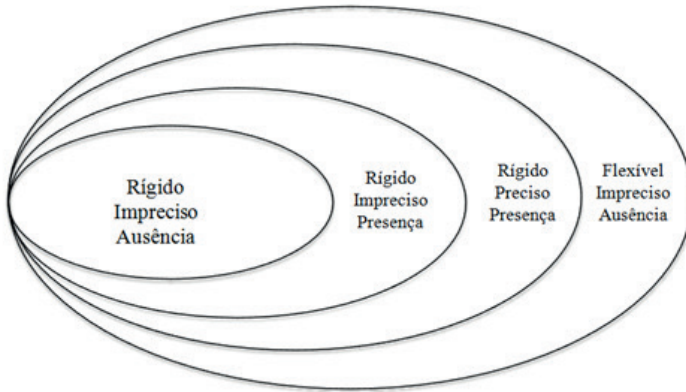 Rígido
Impreciso
Ausência
Rígido
Impreciso
Presença
Rígido
Preciso
Presença
Flexível
Impreciso
Ausência